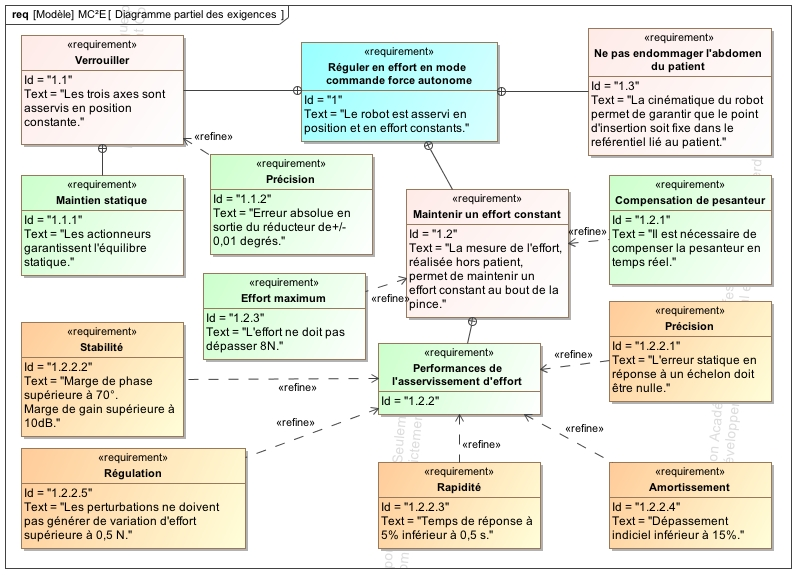 req [Modèle] MC²E [ Diagramme partiel des exigences ]
«requirement»
Verrouiller
Id = "1.1"
Text = "Les trois axes sont
asservis en position
constante."
«requirement»
Réguler en effort en mode
commande force autonome
Id = "1"
Text = "Le robot est asservi en
position et en effort constants."
«requirement»
Ne pas endommager l'abdomen
du patient
Id = "1.3"
Text = "La cinématique du robot
permet de garantir que le point
d'insertion soit fixe dans le
référentiel lié au patient."
«refine»
«requirement»
Maintien statique
Id = "1.1.1"
Text = "Les actionneurs
garantissent l'équilibre
statique."
«requirement»
Précision
Id = "1.1.2"
Text = "Erreur absolue en
sortie du réducteur de+/-
0,01 degrés."
«requirement»
Maintenir un effort constant
Id = "1.2"
Text = "La mesure de l'effort,
réalisée hors patient,
permet de maintenir un
effort constant au bout de la
pince."
«refine»
«requirement»
Compensation de pesanteur
Id = "1.2.1"
Text = "Il est nécessaire de
compenser la pesanteur en
temps réel."
«requirement»
Effort maximum
Id = "1.2.3"
Text = "L'effort ne doit pas
dépasser 8N."
«refine»
«requirement»
Stabilité
Id = "1.2.2.2"
Text = "Marge de phase
supérieure à 70°.
Marge de gain supérieure à
10dB."
«refine»
«requirement»
Performances de
l'asservissement d'effort
Id = "1.2.2"
«refine»
«requirement»
Précision
Id = "1.2.2.1"
Text = "L'erreur statique en
réponse à un échelon doit
être nulle."
«refine»
«refine»
«refine»
«requirement»
Régulation
Id = "1.2.2.5"
Text = "Les perturbations ne doivent
pas générer de variation d'effort
supérieure à 0,5 N."
«requirement»
Rapidité
Id = "1.2.2.3"
Text = "Temps de réponse à
5% inférieur à 0,5 s."
«requirement»
Amortissement
Id = "1.2.2.4"
Text = "Dépassement
indiciel inférieur à 15%."